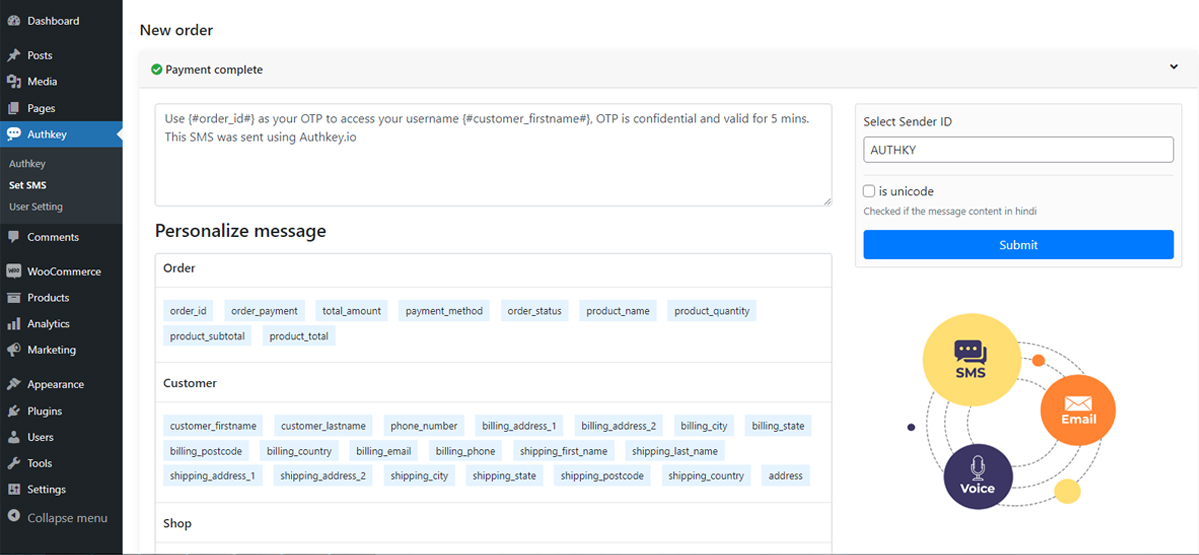 Dashboard
Posts
Media
Pages
Authkey
Authkey
Set SMS
User Setting
Comments
WOO WooCommerce
Products
Analytics
Marketing
Appearance
Plugins
Users
Tools
Settings
Collapse menu
New order
Payment complete
Use {#order_id#} as your OTP to access your username {#customer_firstname#}, OTP is confidential and valid for 5 mins.
This SMS was sent using Authkey.io
Personalize message
Order
order_id order_payment total_amount payment_method order_status product_name product_quantity
product_subtotal product_total
Customer
customer_firstname customer_lastname phone_number billing_address_1 billing_address_2 billing_city billing_state
billing_postcode billing_country billing_email billing_phone shipping_first_name shipping_last_name
shipping_address_1 shipping_address_2 shipping_city shipping_state shipping_postcode shipping_country address
Shop
Select Sender ID
AUTHKY
is unicode
Checked if the message content in hindi
Submit
SMS
Email
Voice